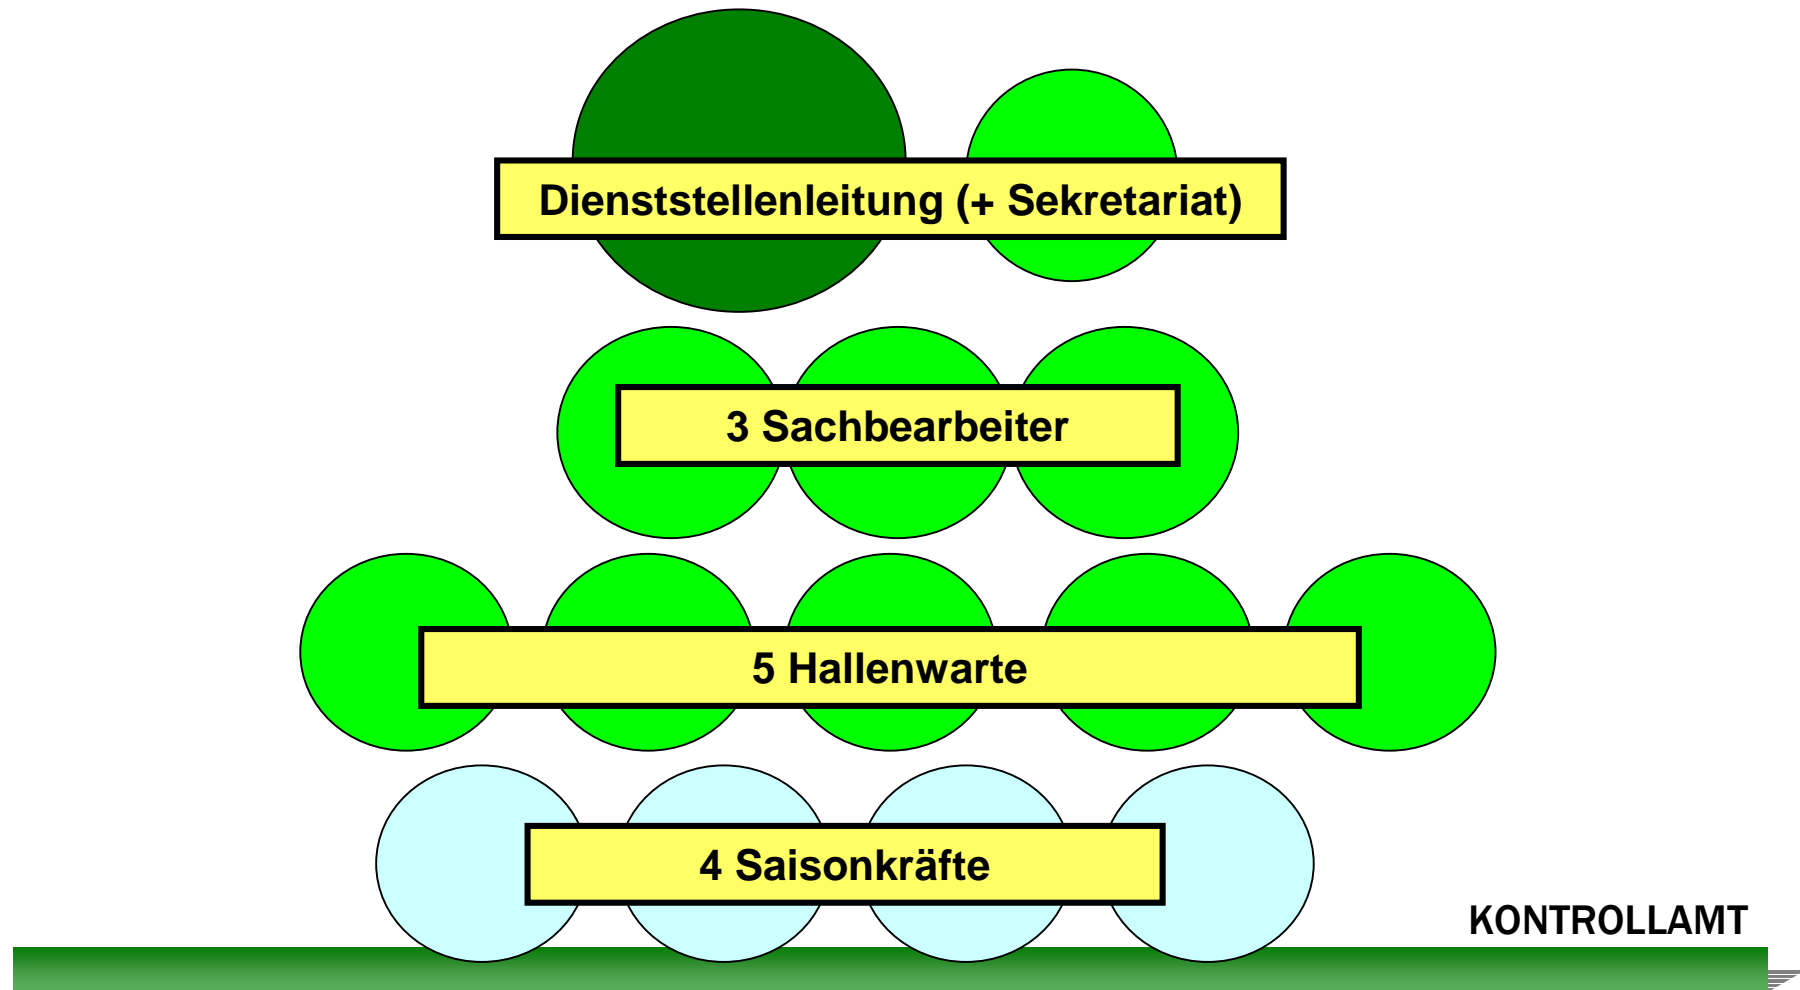 Dienststellenleitung (+ Sekretariat)
3 Sachbearbeiter
5 Hallenwarte
4 Saisonkräfte
KONTROLLAMT